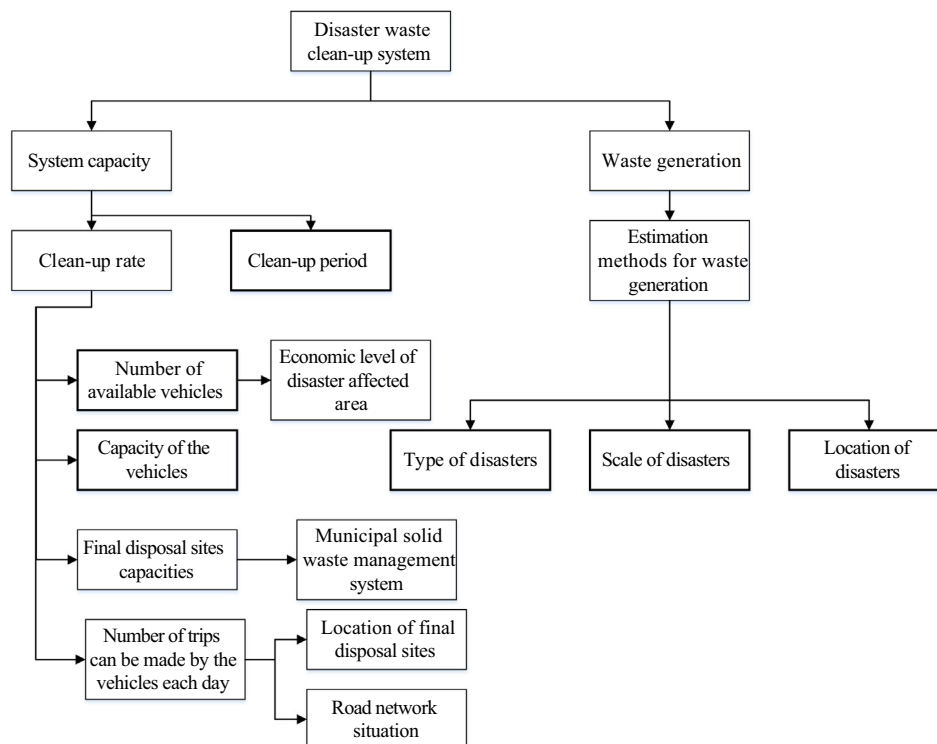 Disaster waste
clean-up system
System capacity
Waste generation
Clean-up rate
Clean-up period
Estimation
methods for waste
generation
Number of
available vehicles
Economic level of
disaster affected
area
Capacity of the
vehicles
Type of disasters
Scale of disasters
Location of
disasters
Final disposal sites
capacities
Municipal solid
waste management
system
Number of trips
can be made by the
vehicles each day
Location of final
disposal sites
Road network
situation